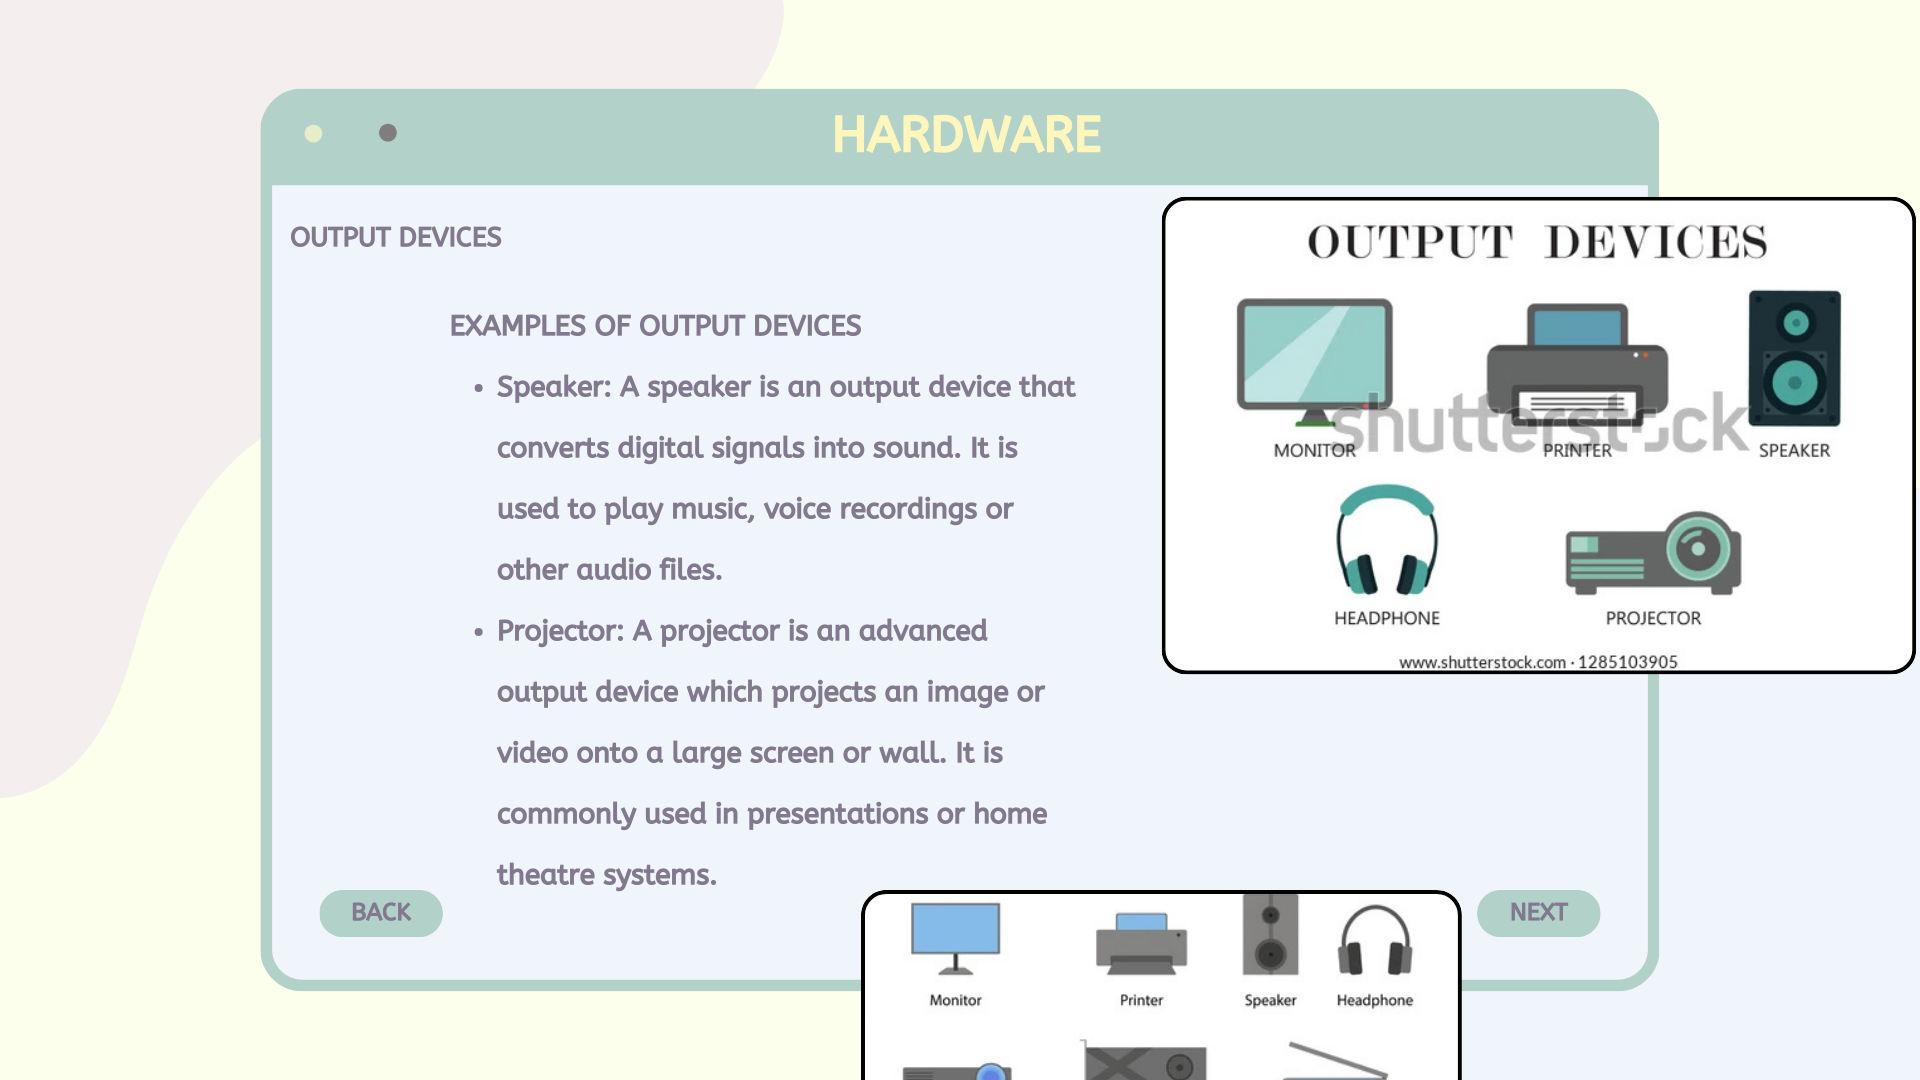 HARDWARE
OUTPUT DEVICES
EXAMPLES OF OUTPUT DEVICES
• Speaker: A speaker is an output device that
converts digital signals into sound. It is
used to play music, voice recordings or
other audio files.
• Projector: A projector is an advanced
output device which projects an image or
video onto a large screen or wall. It is
commonly used in presentations or home
theatre systems.
BACK
NEXT
OUTPUT DEVICES
shutterstock
MONITOR
PRINTER
SPEAKER
HEADPHONE
PROJECTOR
www.shutterstock.com · 1285103905
Monitor
Printer
Speaker
Headphone